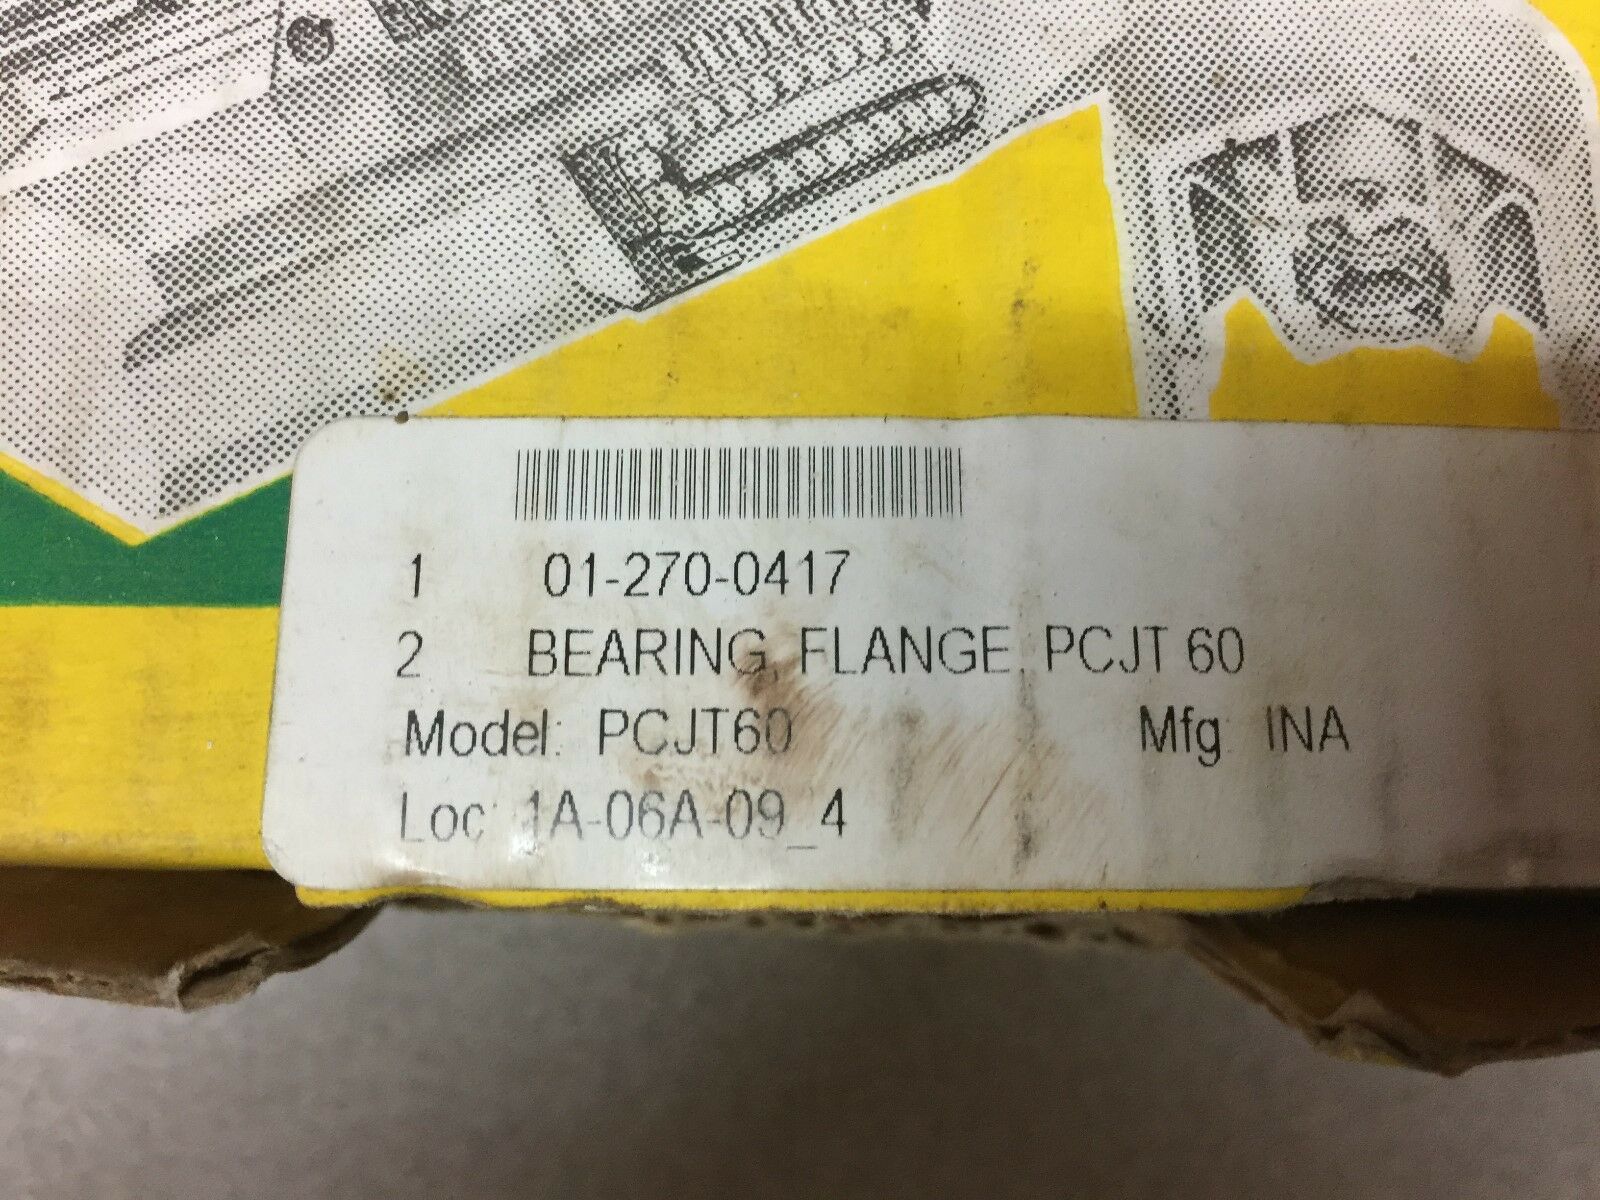 1 01-270-0417
2 BEARING, FLANGE, PCJT 60
Model: PCJT60 Mfg: INA
Loc: 1A-06A-09_4